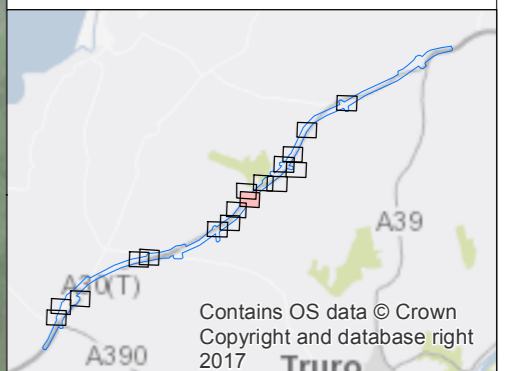 A39
A30(T)
Contains OS data © Crown
Copyright and database right
2017
A390
Truro